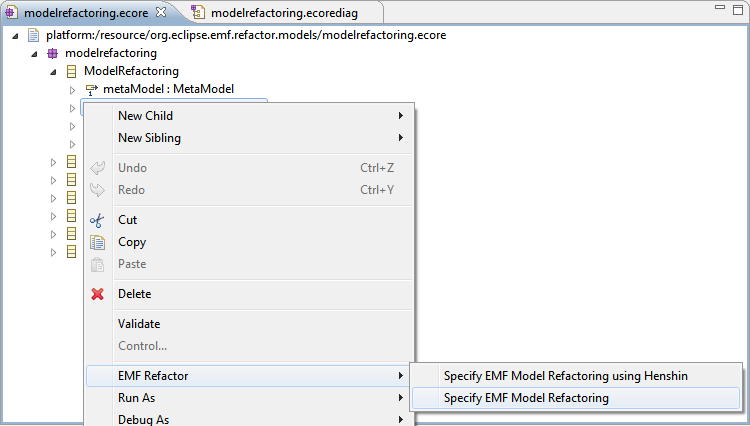 modelrefactoring.ecore
modelrefactoring.ecorediag
platform:/resource/org.eclipse.emf.refactor.models/modelrefactoring.ecore
modelrefactoring
ModelRefactoring
metaModel : MetaModel
New Child
New Sibling
Undo Ctrl+Z
Redo Ctrl+Y
Cut
Copy
Paste
Delete
Validate
Control...
EMF Refactor
Specify EMF Model Refactoring using Henshin
Run As
Specify EMF Model Refactoring
Debug As